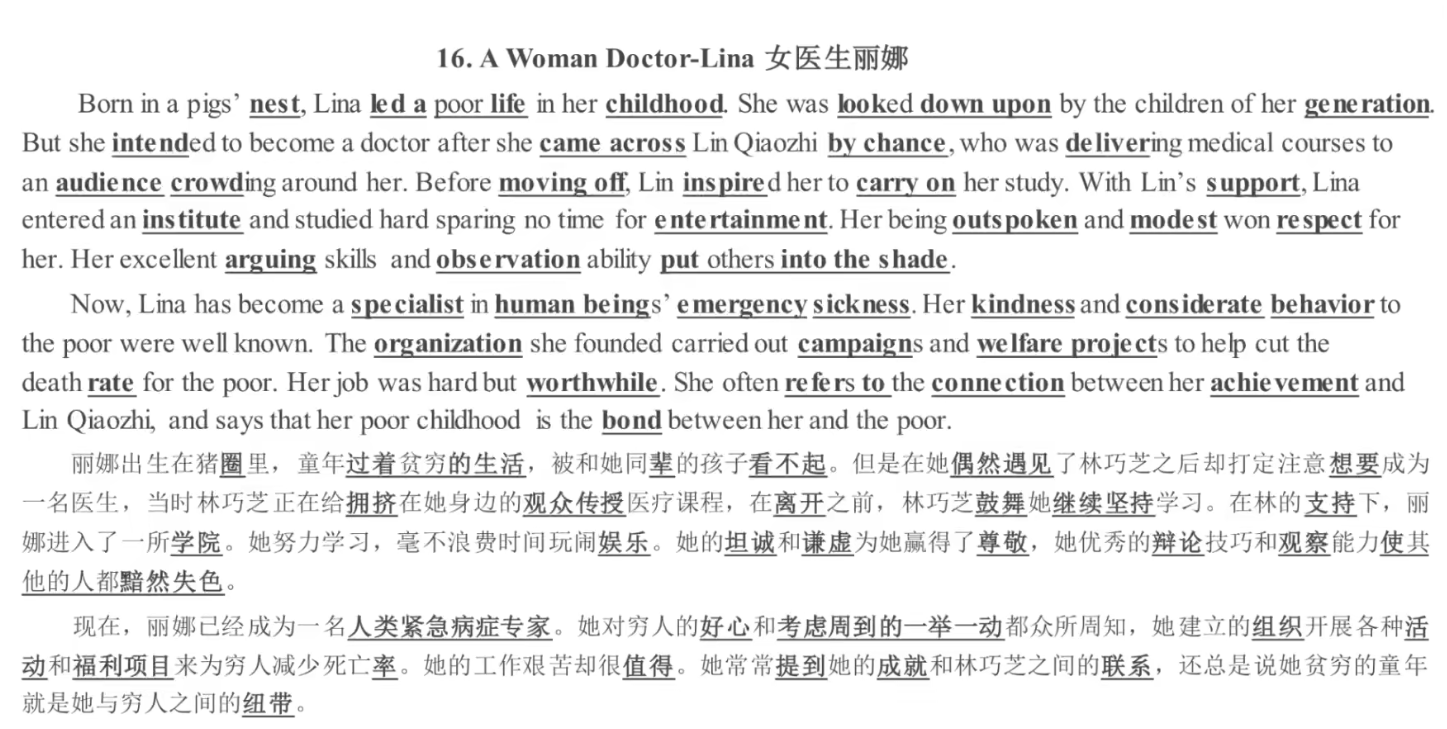 16. A Woman Doctor-Lina 女医生丽娜
Born in a pigs’ nest, Lina led a poor life in her childhood. She was looked down upon by the children of her generation.
But she intended to become a doctor after she came across Lin Qiaozhi by chance, who was delivering medical courses to
an audience crowding around her. Before moving off, Lin inspired her to carry on her study. With Lin’s support, Lina
entered an institute and studied hard sparing no time for entertainment. Her being outspoken and modest won respect for
her. Her excellent arguing skills and observation ability put others into the shade.
Now, Lina has become a specialist in human beings’ emergency sickness. Her kindness and considerate behavior to
the poor were well known. The organization she founded carried out campaigns and welfare projects to help cut the
death rate for the poor. Her job was hard but worthwhile. She often refers to the connection between her achievement and
Lin Qiaozhi, and says that her poor childhood is the bond between her and the poor.
丽娜出生在猪圈里，童年过着贫穷的生活，被和她同辈的孩子看不起。但是在她偶然遇见了林巧芝之后却打定注意想要成为
一名医生，当时林巧芝正在给拥挤在她身边的观众传授医疗课程，在离开之前，林巧芝鼓舞她继续坚持学习。在林的支持下，丽
娜进入了一所学院。她努力学习，毫不浪费时间玩闹娱乐。她的坦诚和谦虚为她赢得了尊敬，她优秀的辩论技巧和观察能力使其
他的人都黯然失色。
现在，丽娜已经成为一名人类紧急病症专家。她对穷人的好心和考虑周到的一举一动都众所周知，她建立的组织开展各种活
动和福利项目来为穷人减少死亡率。她的工作艰苦却很值得。她常常提到她的成就和林巧芝之间的联系，还总是说她贫穷的童年
就是她与穷人之间的纽带。